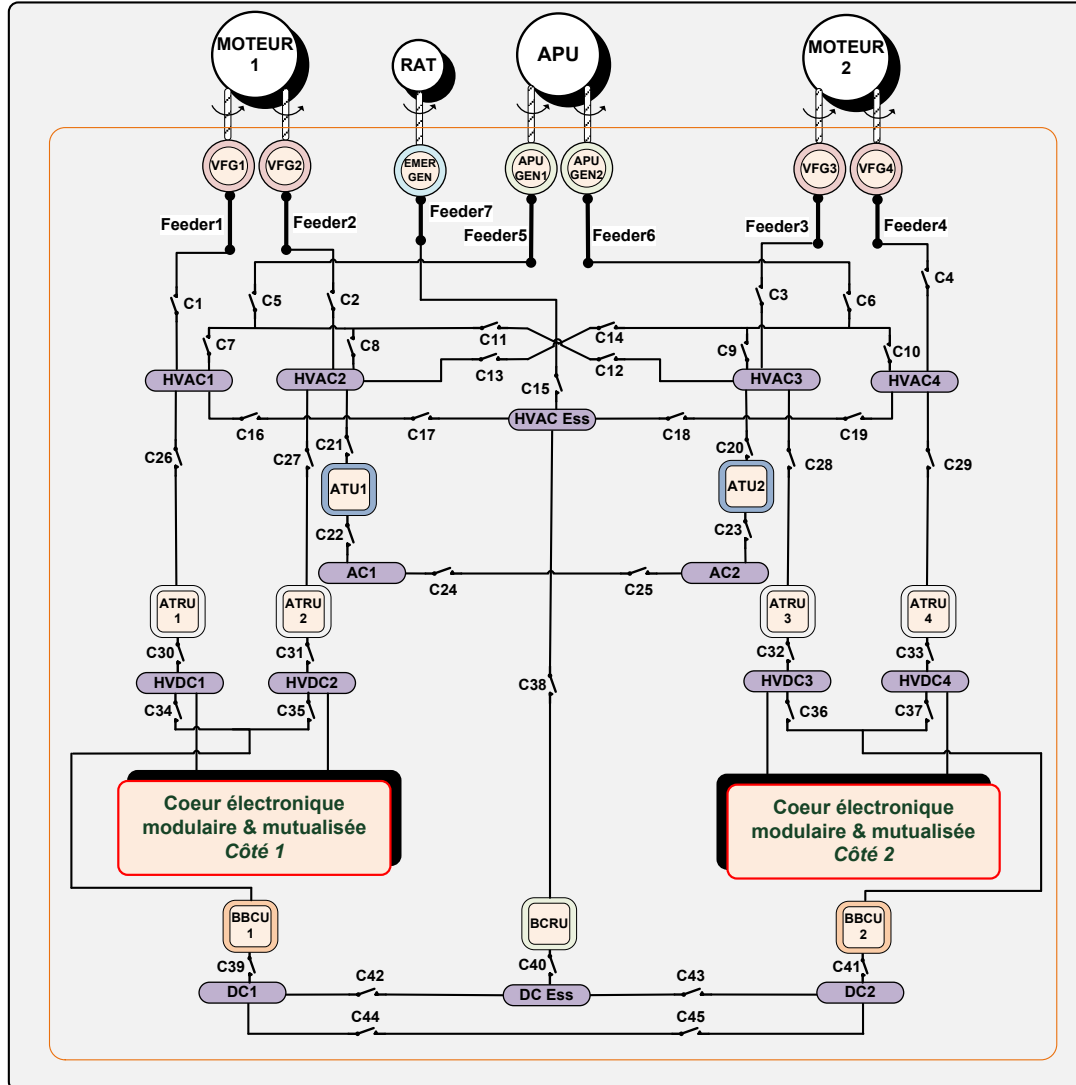 MOTEUR
1
RAT
APU
MOTEUR
2
VFG1
VFG2
EMER
GEN
APU
GEN1
APU
GEN2
VFG3
VFG4
Feeder1
Feeder2
Feeder7
Feeder5
Feeder6
Feeder3
Feeder4
C1
C5
C2
C3
C6
C4
C7
C8
C11
C14
C9
C10
C13
C12
HVAC1
HVAC2
C15
HVAC3
HVAC4
HVAC Ess
C16
C17
C18
C19
C26
C27
C21
C20
C28
C29
ATU1
ATU2
C22
C23
AC1
C24
C25
AC2
ATRU
1
ATRU
2
ATRU
3
ATRU
4
C30
C31
C32
C33
HVDC1
HVDC2
C38
HVDC3
HVDC4
C34
C35
C36
C37
Coeur électronique
modulaire & mutualisée
Côté 1
Coeur électronique
modulaire & mutualisée
Côté 2
BBCU
1
BCRU
BBCU
2
C39
C40
C41
C42
C43
DC1
DC Ess
DC2
C44
C45